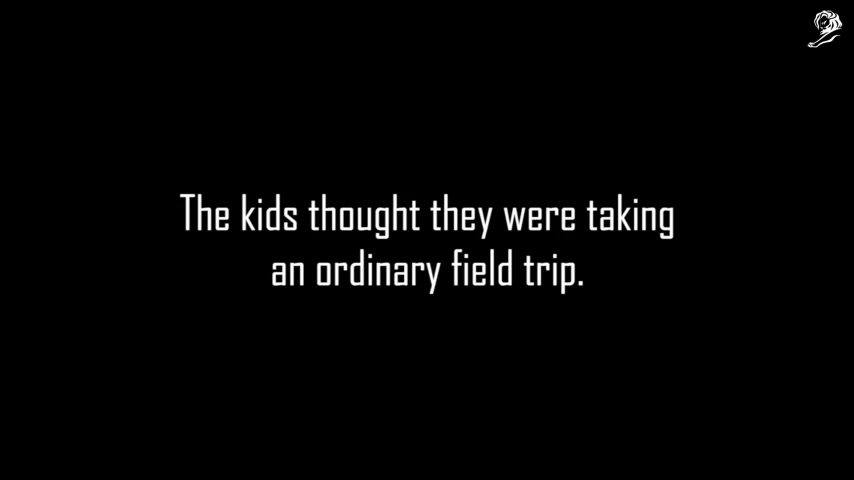 The kids thought they were taking
an ordinary field trip.